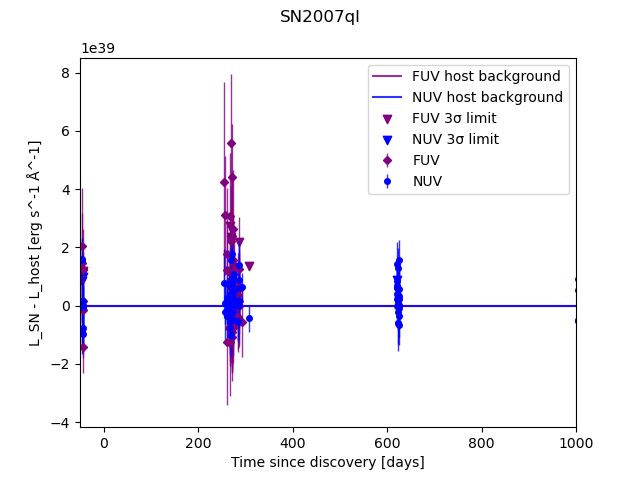 SN2007ql
1e39
8
6
4
2
0
−2
−4
L_SN - L_host [erg s^-1 Å^-1]
FUV host background
NUV host background
FUV 3σ limit
NUV 3σ limit
FUV
NUV
0 200 400 600 800 1000
Time since discovery [days]